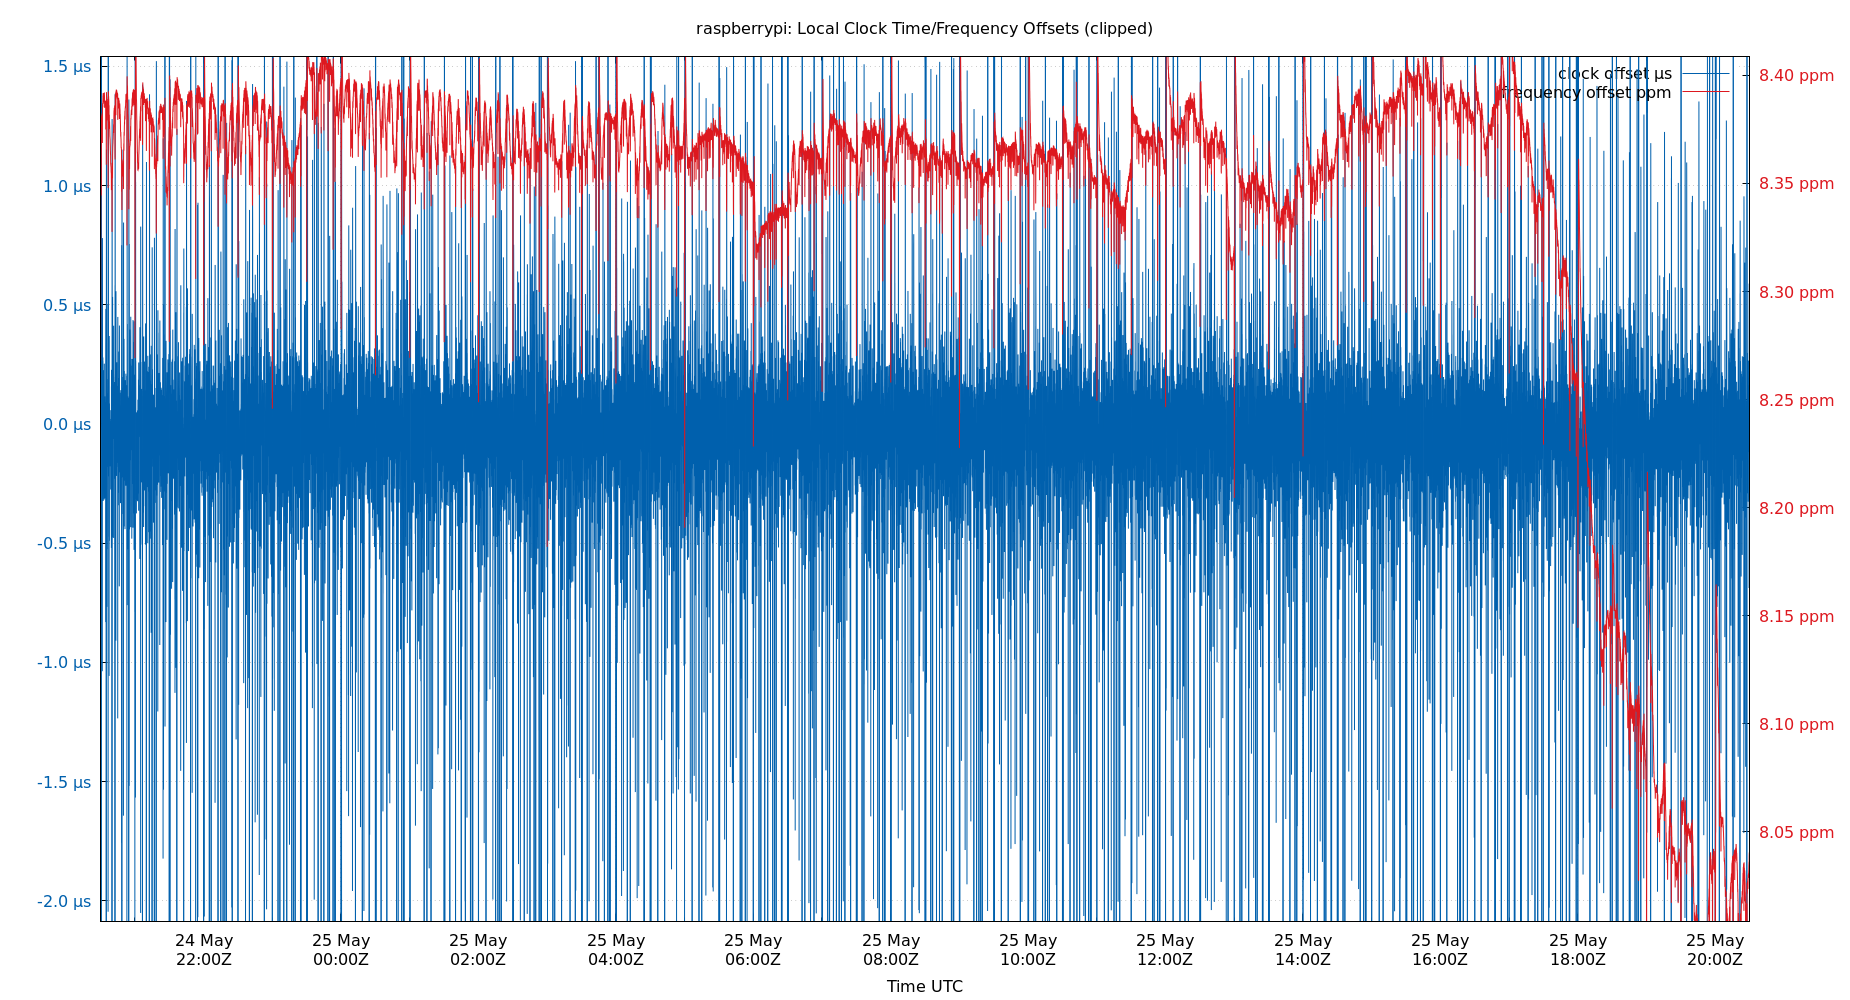 raspberrypi: Local Clock Time/Frequency Offsets (clipped)
clock offset µs
frequency offset ppm
1.5 µs
1.0 µs
0.5 µs
0.0 µs
-0.5 µs
-1.0 µs
-1.5 µs
-2.0 µs
8.40 ppm
8.35 ppm
8.30 ppm
8.25 ppm
8.20 ppm
8.15 ppm
8.10 ppm
8.05 ppm
24 May 25 May 25 May 25 May 25 May 25 May 25 May 25 May 25 May 25 May 25 May 25 May
22:00Z 00:00Z 02:00Z 04:00Z 06:00Z 08:00Z 10:00Z 12:00Z 14:00Z 16:00Z 18:00Z 20:00Z
Time UTC